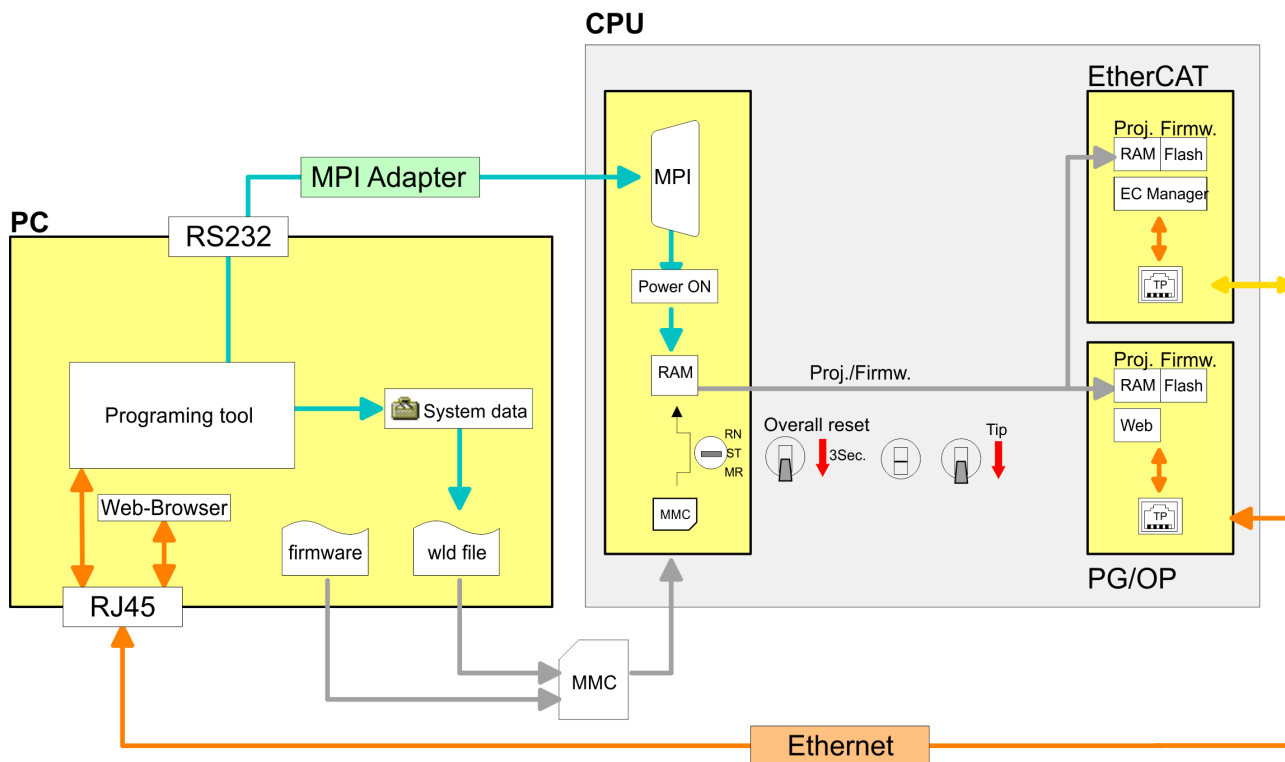 CPU
EtherCAT
Proj. Firmw.
RAM Flash
EC Manager
TP
MPI Adapter
MPI
PC
RS232
Power ON
RAM
Proj./Firmw.
Proj. Firmw.
RAM Flash
Web
TP
PG/OP
Programing tool
System data
RN
ST
MR
Overall reset
3Sec.
Tip
MMC
Web-Browser
firmware
wld file
RJ45
MMC
Ethernet